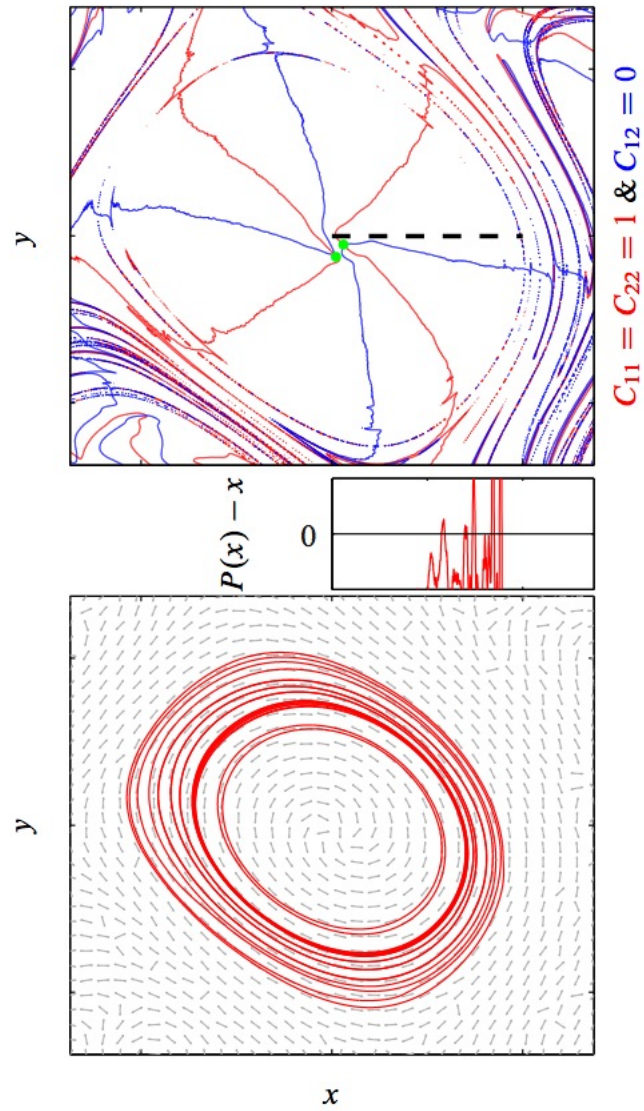 y
C₁₁ = C₂₂ = 1 & C₁₂ = 0
P(x) − x
0
y
x